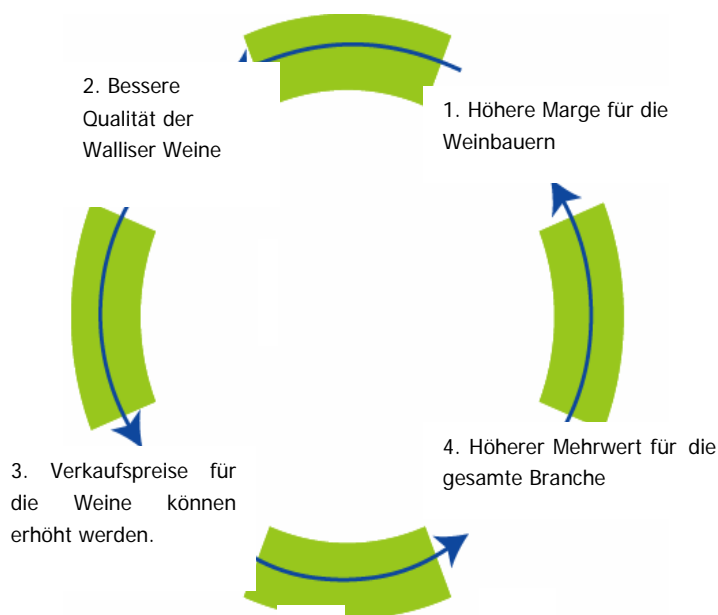 1. Höhere Marge für die
Weinbauern
2. Bessere
Qualität der
Walliser Weine
3. Verkaufspreise für
die Weine können
erhöht werden.
4. Höherer Mehrwert für die
gesamte Branche